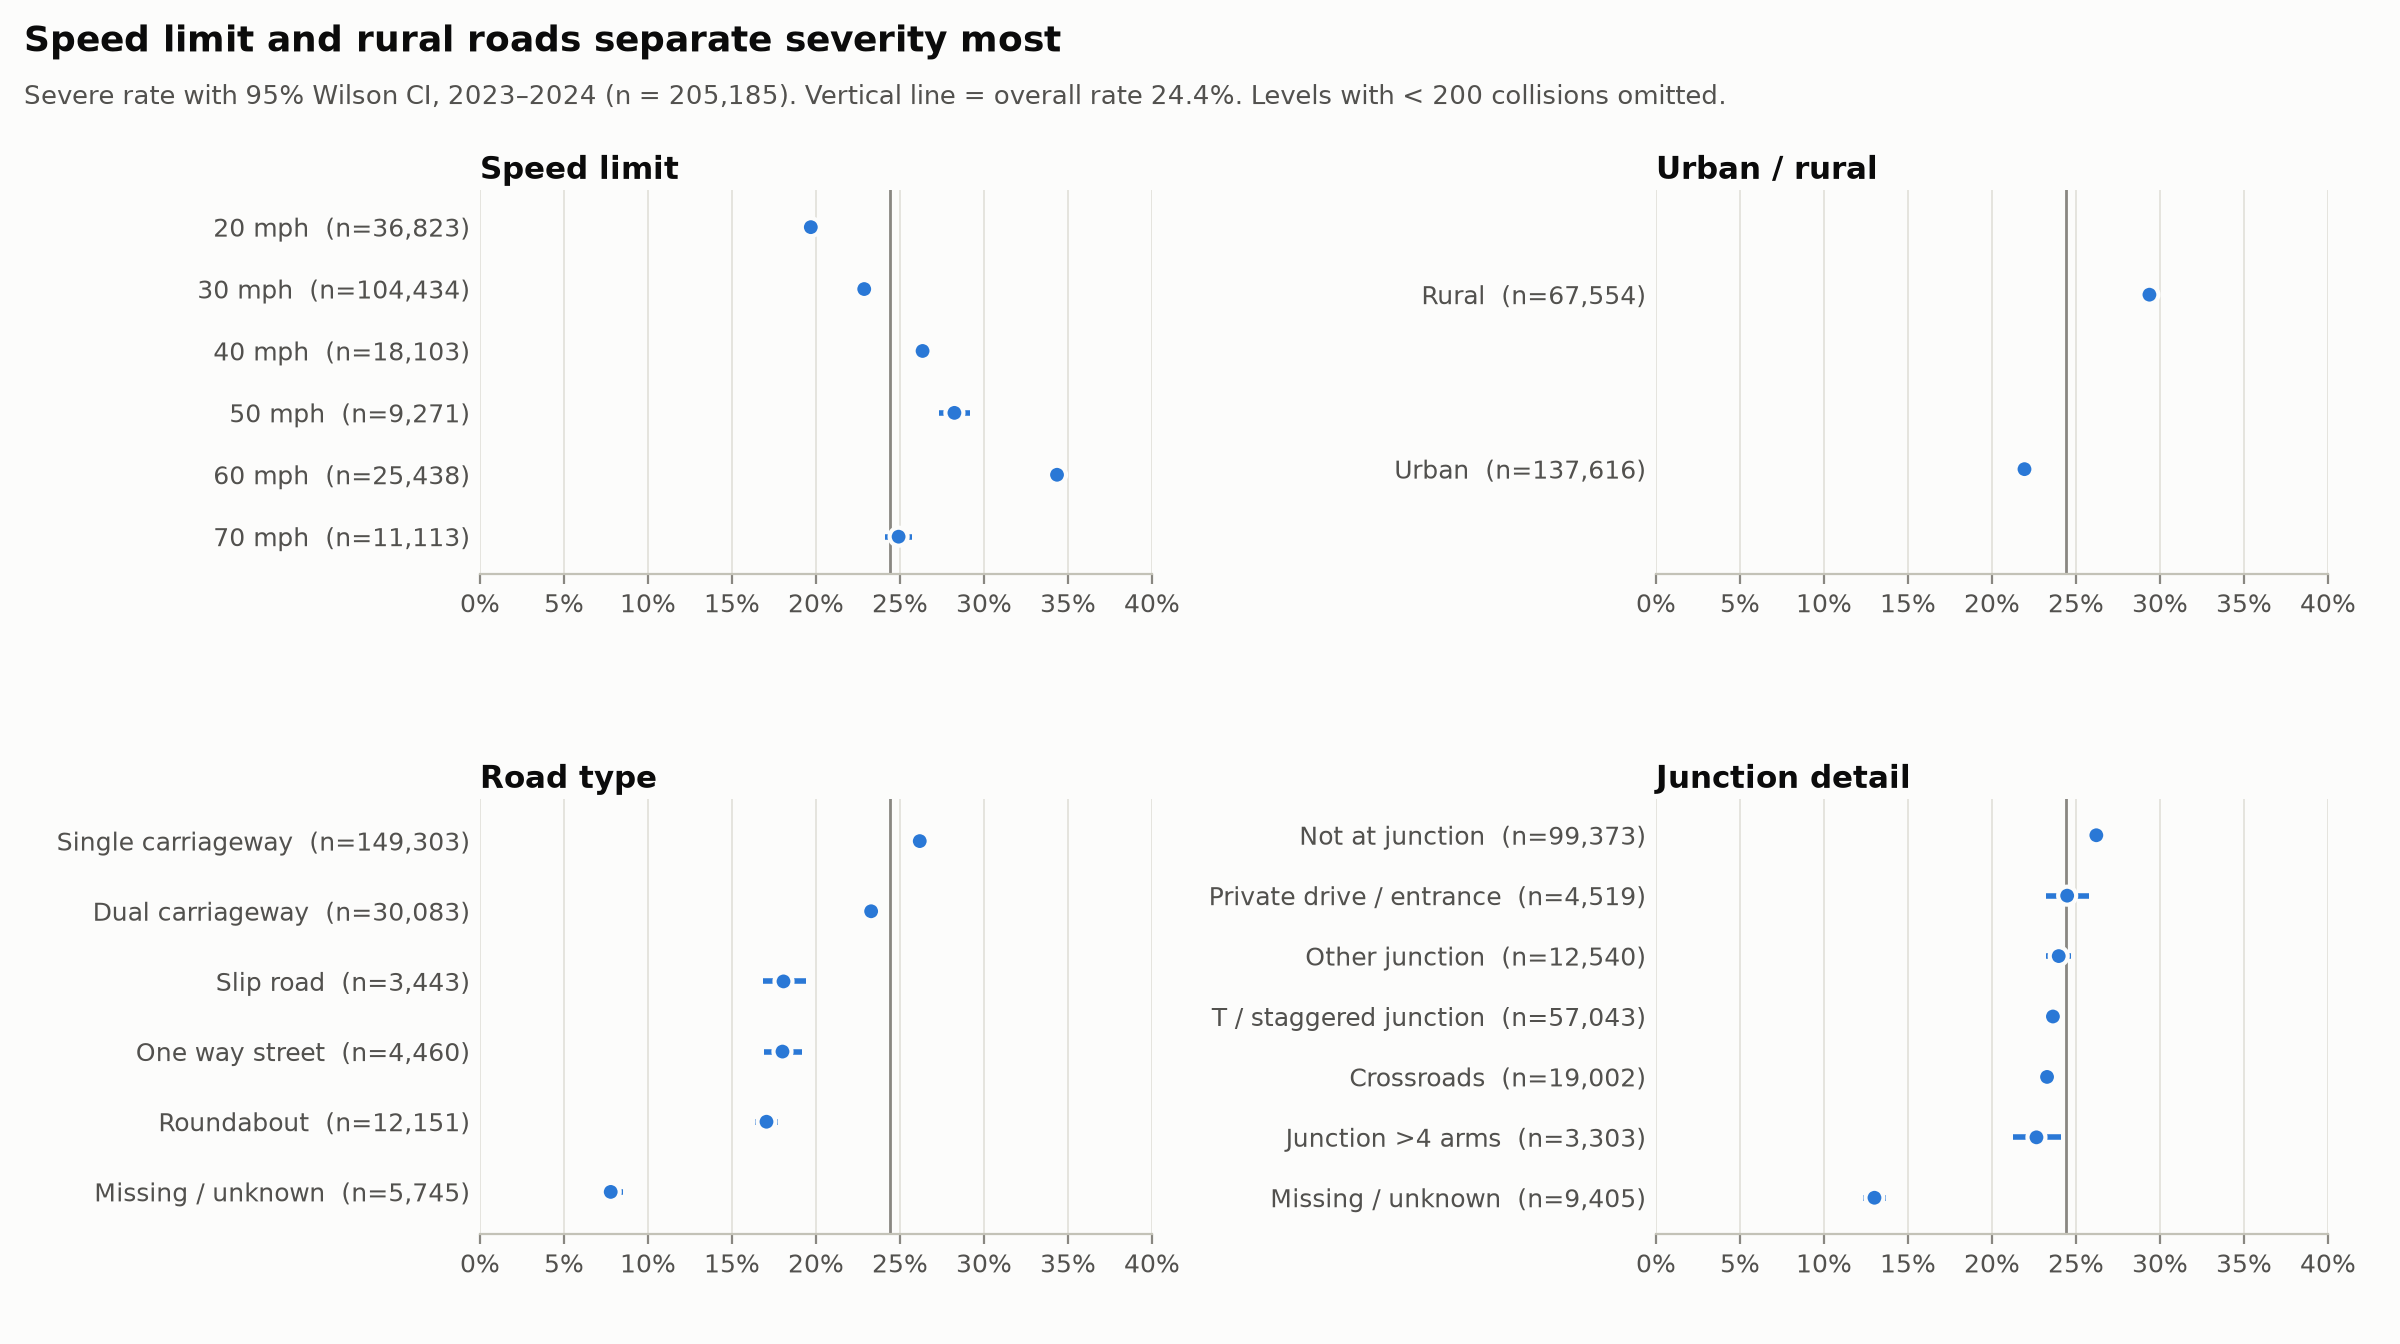 Speed limit and rural roads separate severity most
Severe rate with 95% Wilson CI, 2023–2024 (n = 205,185). Vertical line = overall rate 24.4%. Levels with < 200 collisions omitted.
Speed limit
20 mph (n=36,823)
30 mph (n=104,434)
40 mph (n=18,103)
50 mph (n=9,271)
60 mph (n=25,438)
70 mph (n=11,113)
0% 5% 10% 15% 20% 25% 30% 35% 40%
Urban / rural
Rural (n=67,554)
Urban (n=137,616)
0% 5% 10% 15% 20% 25% 30% 35% 40%
Road type
Single carriageway (n=149,303)
Dual carriageway (n=30,083)
Slip road (n=3,443)
One way street (n=4,460)
Roundabout (n=12,151)
Missing / unknown (n=5,745)
0% 5% 10% 15% 20% 25% 30% 35% 40%
Junction detail
Not at junction (n=99,373)
Private drive / entrance (n=4,519)
Other junction (n=12,540)
T / staggered junction (n=57,043)
Crossroads (n=19,002)
Junction >4 arms (n=3,303)
Missing / unknown (n=9,405)
0% 5% 10% 15% 20% 25% 30% 35% 40%